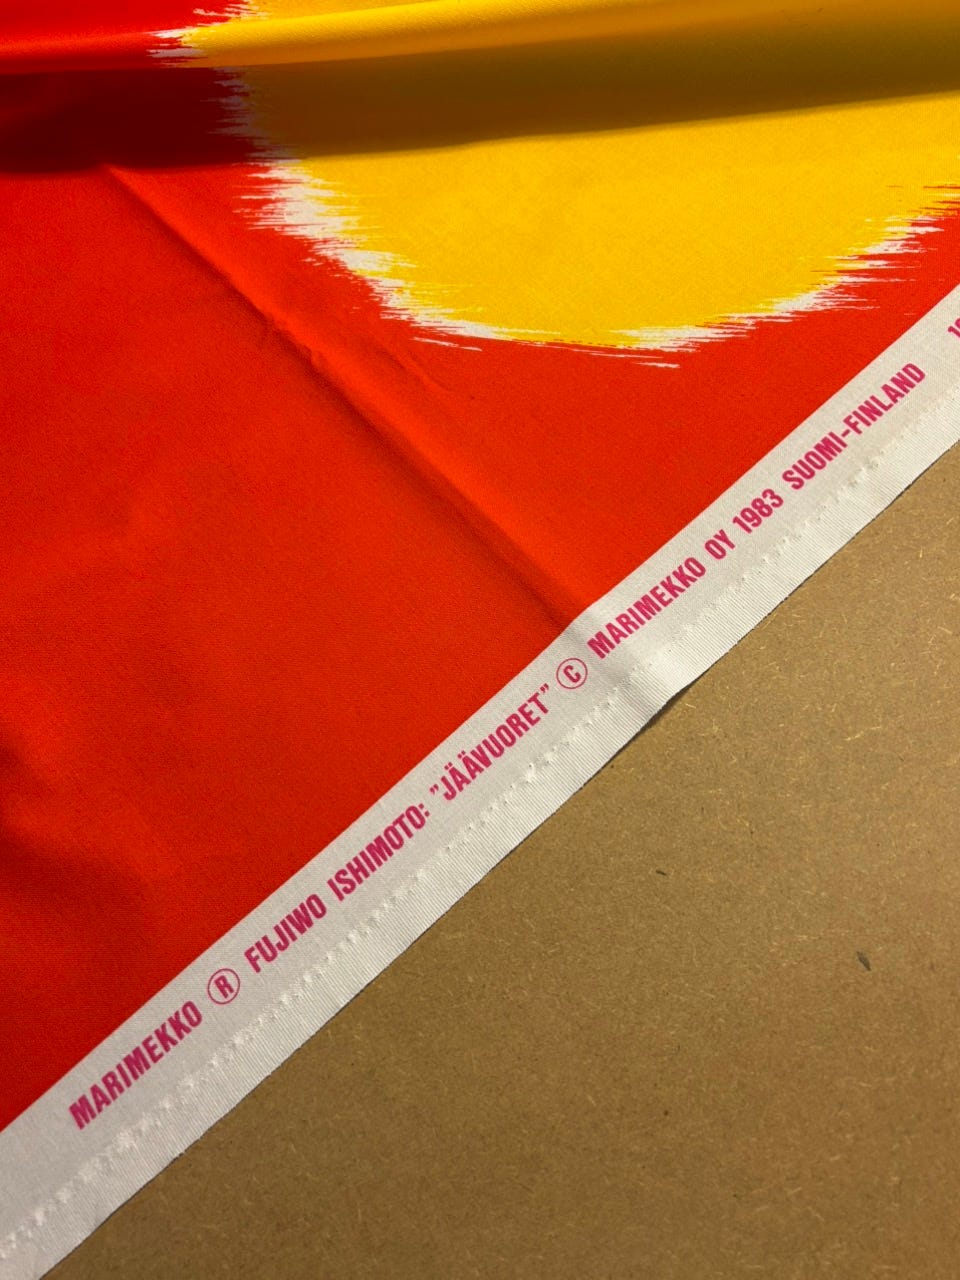 MARIMEKKO ® FUJIWO ISHIMOTO: ”JÄÄVUORET” © MARIMEKKO OY 1983 SUOMI-FINLAND